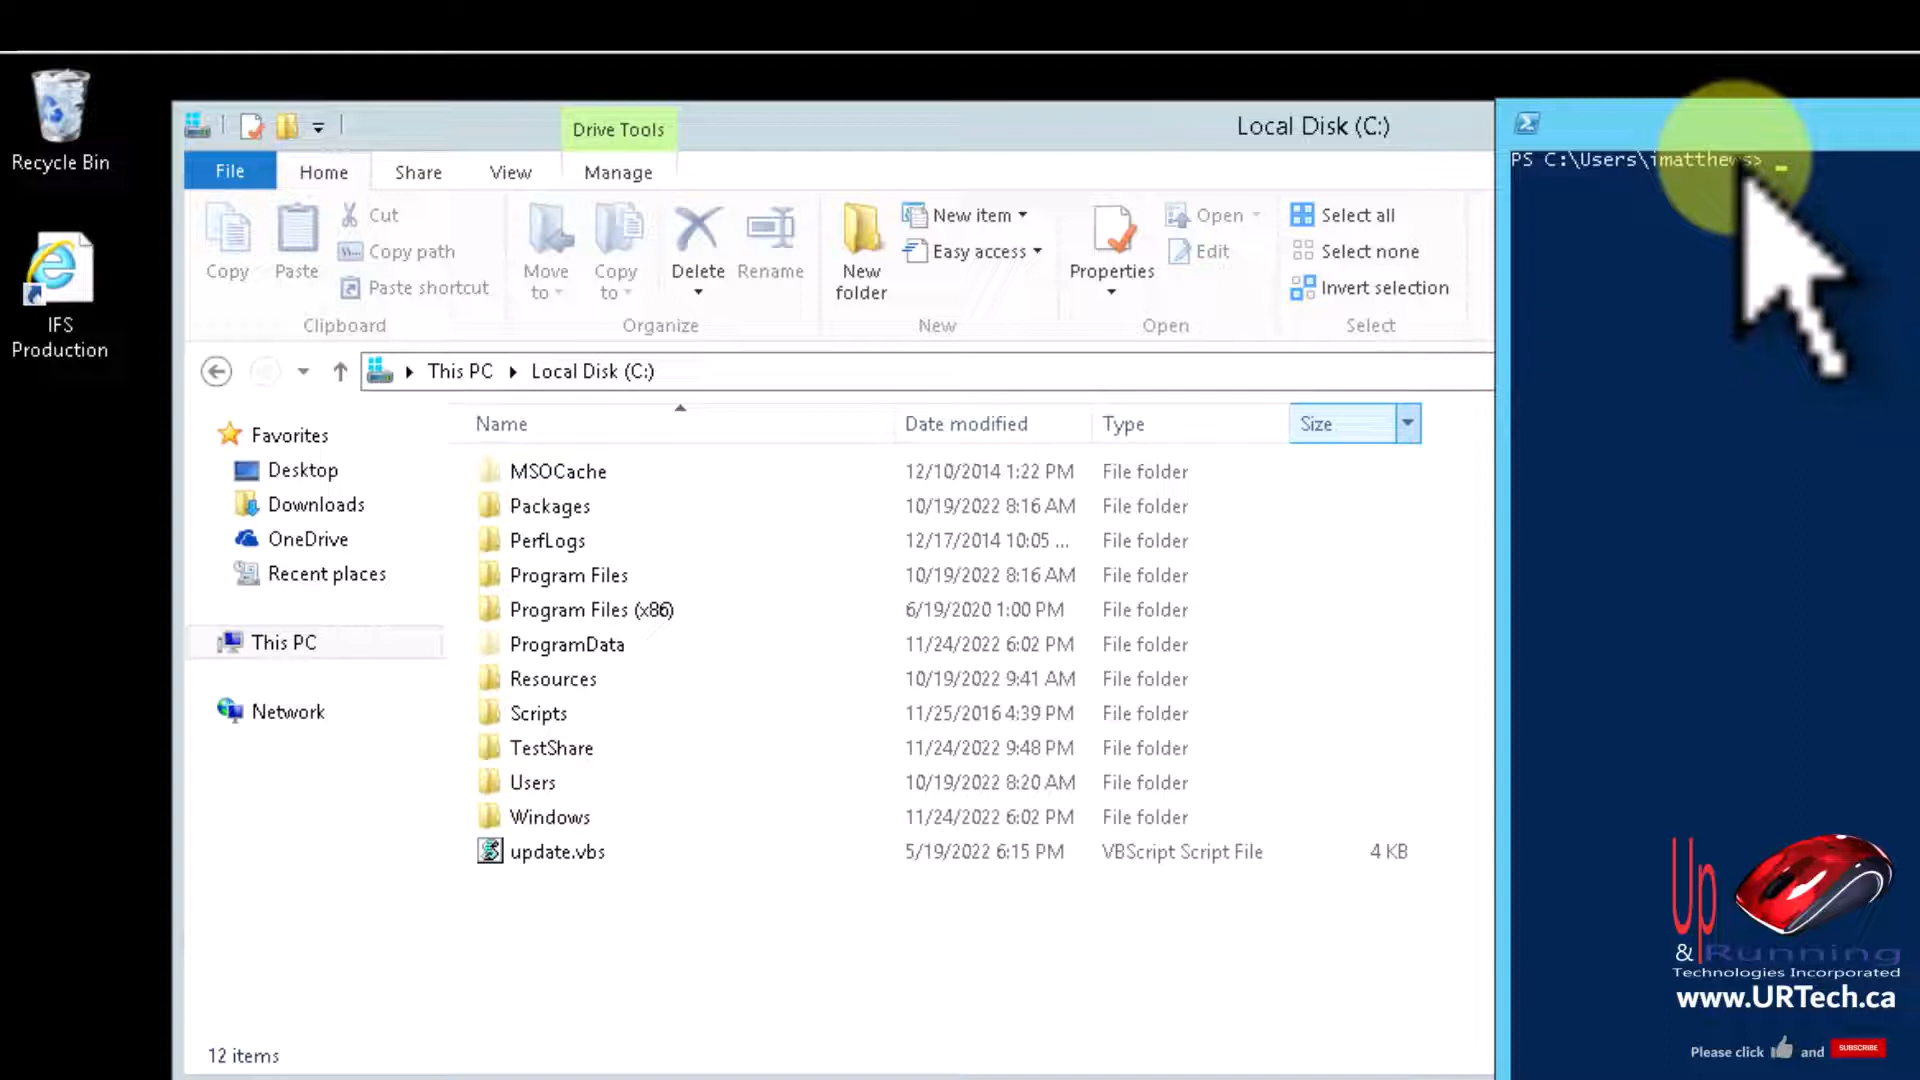 Recycle Bin
IFS
Production
Drive Tools
Local Disk (C:)
File
Home
Share
View
Manage
Copy
Paste
Cut
Copy path
Paste shortcut
Clipboard
Move
to
Copy
to
Delete
Rename
Organize
New
folder
New item
Easy access
New
Properties
Open
Edit
Open
Select all
Select none
Invert selection
Select
This PC
Local Disk (C:)
Favorites
Desktop
Downloads
OneDrive
Recent places
This PC
Network
Name Date modified Type Size
MSOCache 12/10/2014 1:22 PM File folder
Packages 10/19/2022 8:16 AM File folder
PerfLogs 12/17/2014 10:05 ... File folder
Program Files 10/19/2022 8:16 AM File folder
Program Files (x86) 6/19/2020 1:00 PM File folder
ProgramData 11/24/2022 6:02 PM File folder
Resources 10/19/2022 9:41 AM File folder
Scripts 11/25/2016 4:39 PM File folder
TestShare 11/24/2022 9:48 PM File folder
Users 10/19/2022 8:20 AM File folder
Windows 11/24/2022 6:02 PM File folder
update.vbs 5/19/2022 6:15 PM VBScript Script File 4 KB
12 items
PS C:\Users\imatthews> _
Up
& Running
Technologies Incorporated
www.URTech.ca
Please click and SUBSCRIBE